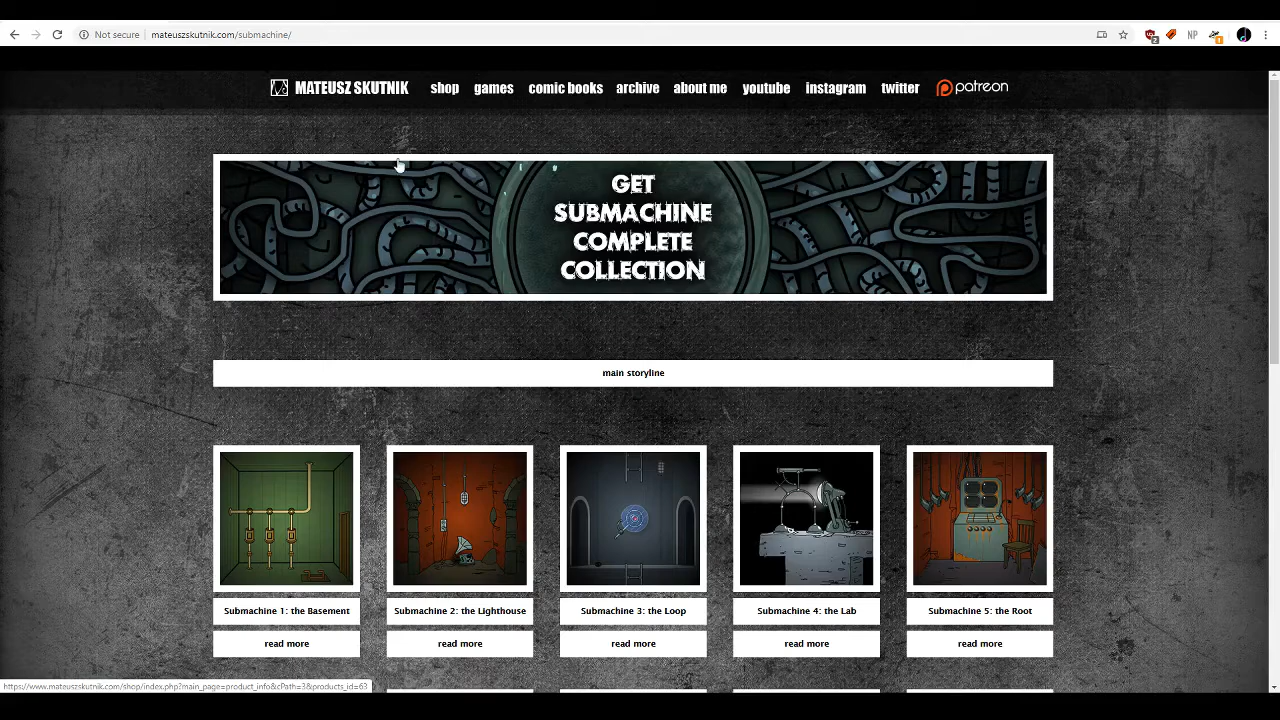 Not secure mateuszskutnik.com/submachine/
NP
2
1
MATEUSZ SKUTNIK shop games comic books archive about me youtube instagram twitter patreon
GET
SUBMACHINE
COMPLETE
COLLECTION
main storyline
Submachine 1: the Basement Submachine 2: the Lighthouse Submachine 3: the Loop Submachine 4: the Lab Submachine 5: the Root
read more read more read more read more read more
https://www.mateuszskutnik.com/shop/index.php?main_page=product_info&cPath=3&products_id=63